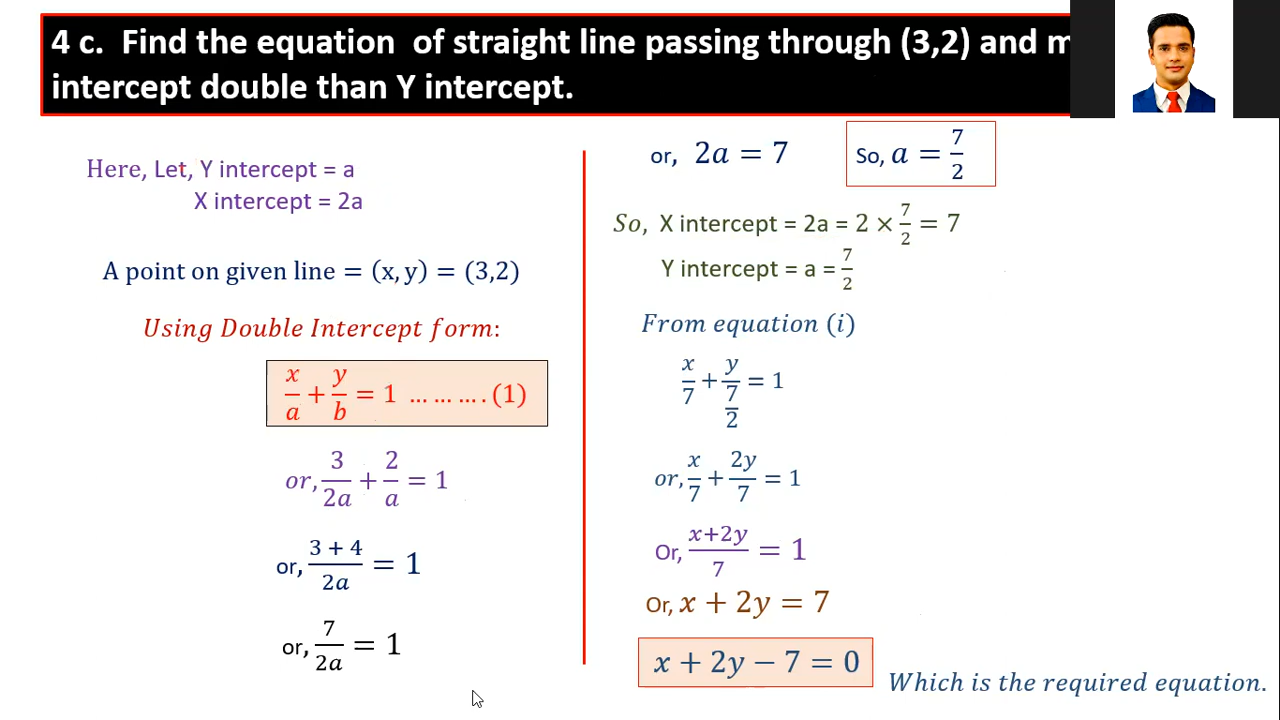 4 c. Find the equation of straight line passing through (3,2) and
intercept double than Y intercept.
Here, Let, Y intercept = a
X intercept = 2a
A point on given line = (x, y) = (3,2)
Using Double Intercept form:
x/a + y/b = 1 … … … . (1)
or, 3/2a + 2/a = 1
or, 3 + 4/2a = 1
or, 7/2a = 1
or, 2a = 7 So, a = 7/2
So, X intercept = 2a = 2 × 7/2 = 7
Y intercept = a = 7/2
From equation (i)
x/7 + y/(7/2) = 1
or, x/7 + 2y/7 = 1
Or, x+2y/7 = 1
Or, x + 2y = 7
x + 2y − 7 = 0
Which is the required equation.